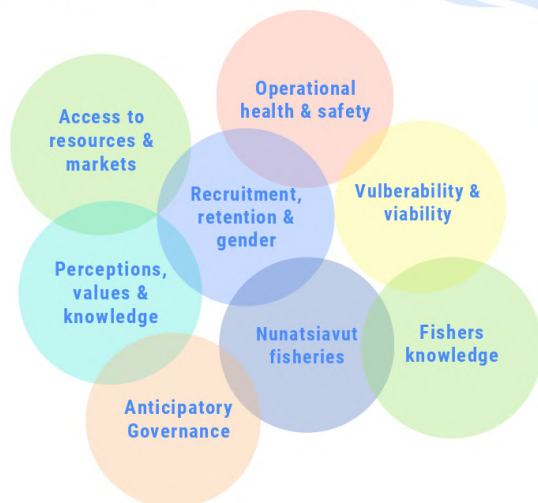 Operational
health & safety
Access to
resources &
markets
Recruitment,
retention &
gender
Vulberability &
viability
Perceptions,
values &
knowledge
Nunatsiavut
fisheries
Fishers
knowledge
Anticipatory
Governance